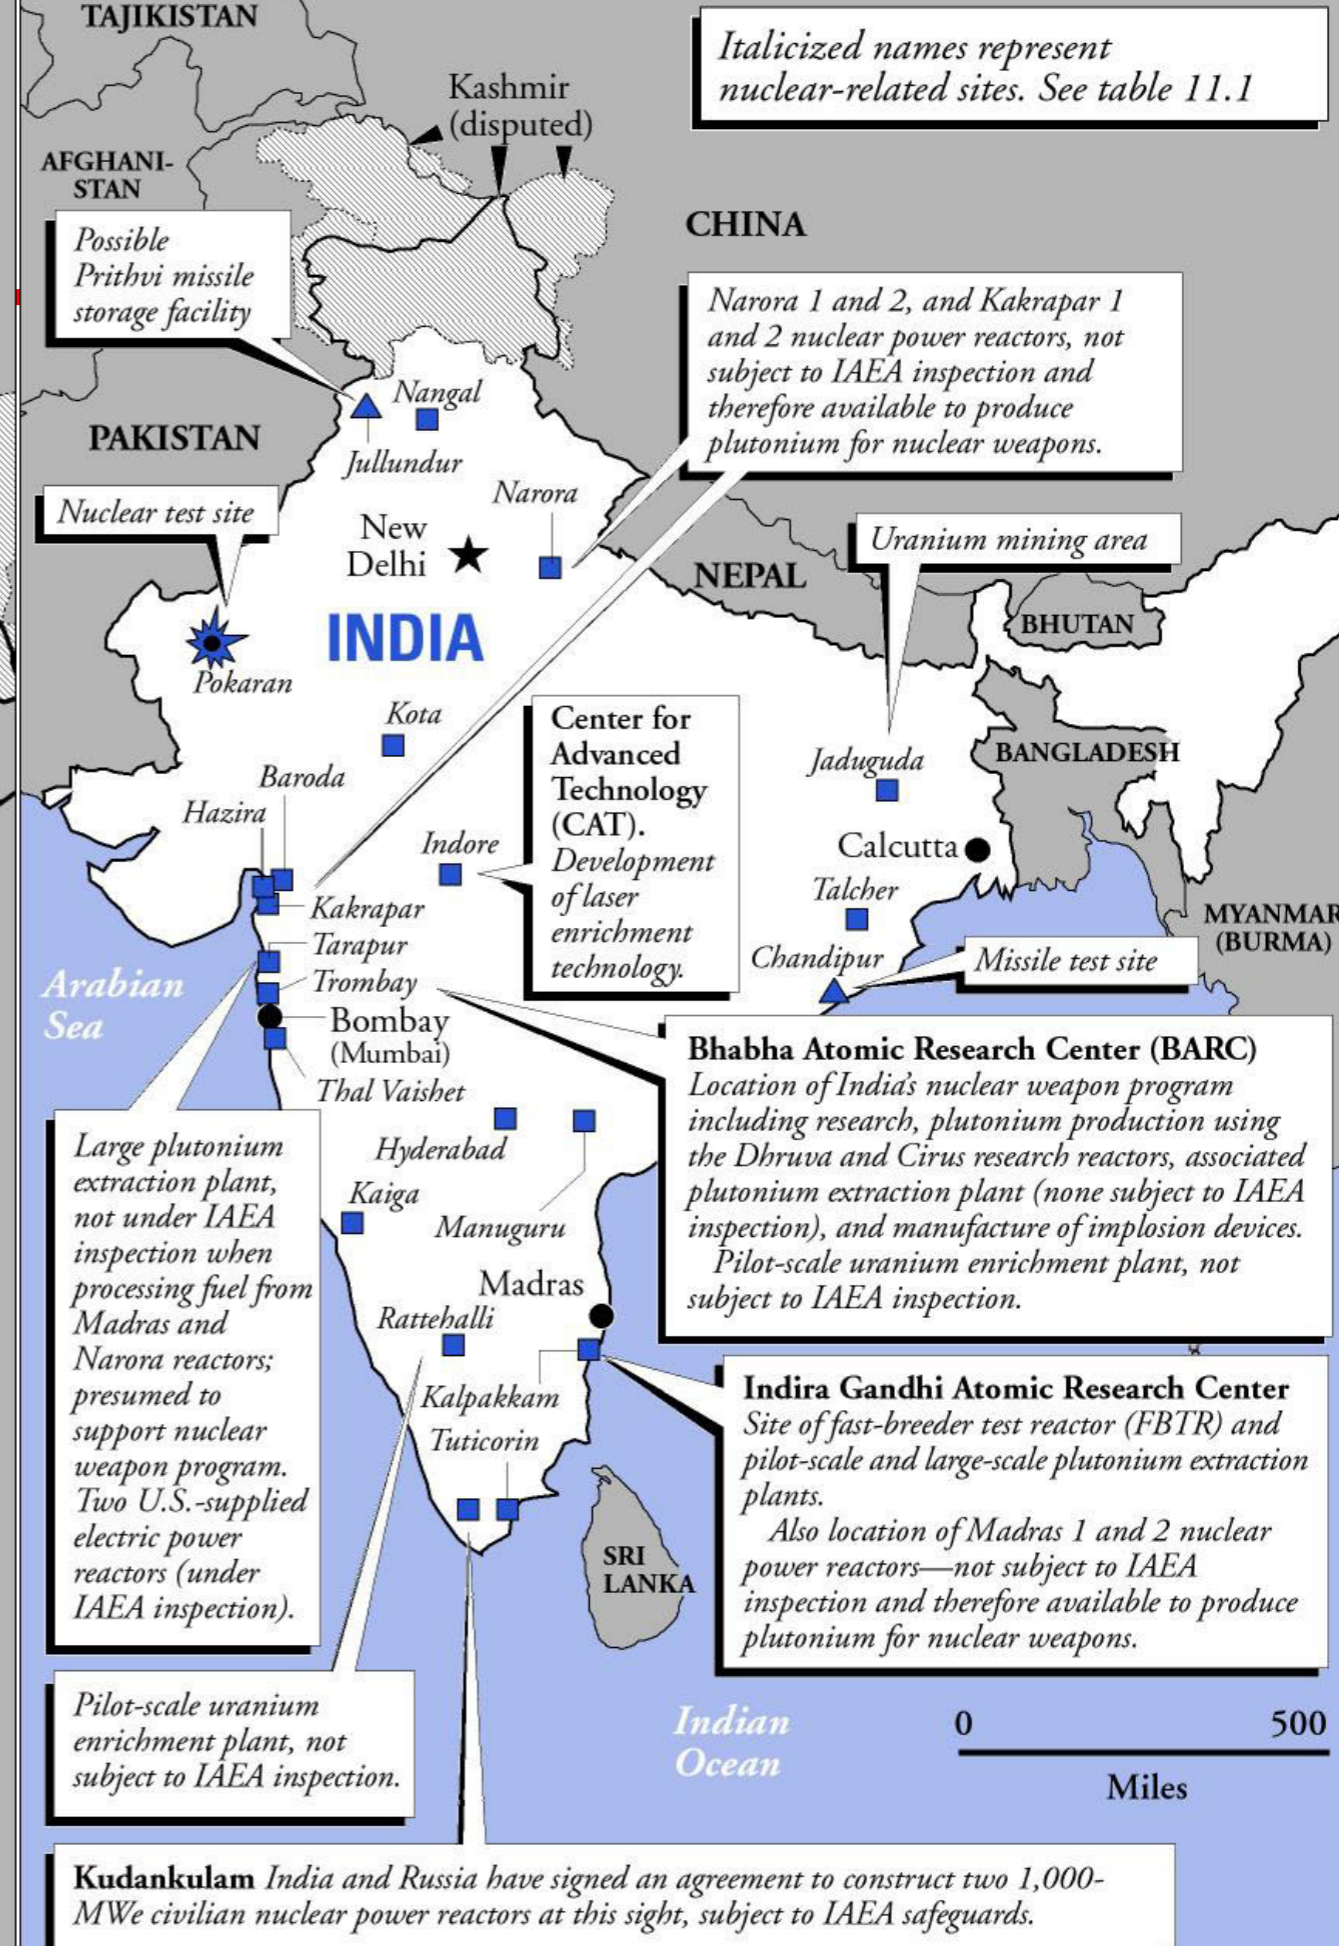 TAJIKISTAN
Italicized names represent
nuclear-related sites. See table 11.1
Kashmir
(disputed)
AFGHANI-
STAN
CHINA
Possible
Prithvi missile
storage facility
Narora 1 and 2, and Kakrapar 1
and 2 nuclear power reactors, not
subject to IAEA inspection and
therefore available to produce
plutonium for nuclear weapons.
Nangal
PAKISTAN
Jullundur
Nuclear test site
Narora
New
Delhi
Uranium mining area
NEPAL
INDIA
BHUTAN
Pokaran
Kota
Center for
Advanced
Technology
(CAT).
Development
of laser
enrichment
technology.
Jaduguda
BANGLADESH
Baroda
Hazira
Indore
Calcutta
Talcher
Kakrapar
MYANMAR
(BURMA)
Tarapur
Trombay
Chandipur
Missile test site
Arabian
Sea
Bombay
(Mumbai)
Thal Vaishet
Bhabha Atomic Research Center (BARC)
Location of India's nuclear weapon program
including research, plutonium production using
the Dhruva and Cirus research reactors, associated
plutonium extraction plant (none subject to IAEA
inspection), and manufacture of implosion devices.
Pilot-scale uranium enrichment plant, not
subject to IAEA inspection.
Large plutonium
extraction plant,
not under IAEA
inspection when
processing fuel from
Madras and
Narora reactors;
presumed to
support nuclear
weapon program.
Two U.S.-supplied
electric power
reactors (under
IAEA inspection).
Hyderabad
Kaiga
Manuguru
Madras
Rattehalli
Kalpakkam
Tuticorin
Indira Gandhi Atomic Research Center
Site of fast-breeder test reactor (FBTR) and
pilot-scale and large-scale plutonium extraction
plants.
Also location of Madras 1 and 2 nuclear
power reactors—not subject to IAEA
inspection and therefore available to produce
plutonium for nuclear weapons.
SRI
LANKA
Pilot-scale uranium
enrichment plant, not
subject to IAEA inspection.
Indian
Ocean
0 500
Miles
Kudankulam India and Russia have signed an agreement to construct two 1,000-
MWe civilian nuclear power reactors at this sight, subject to IAEA safeguards.